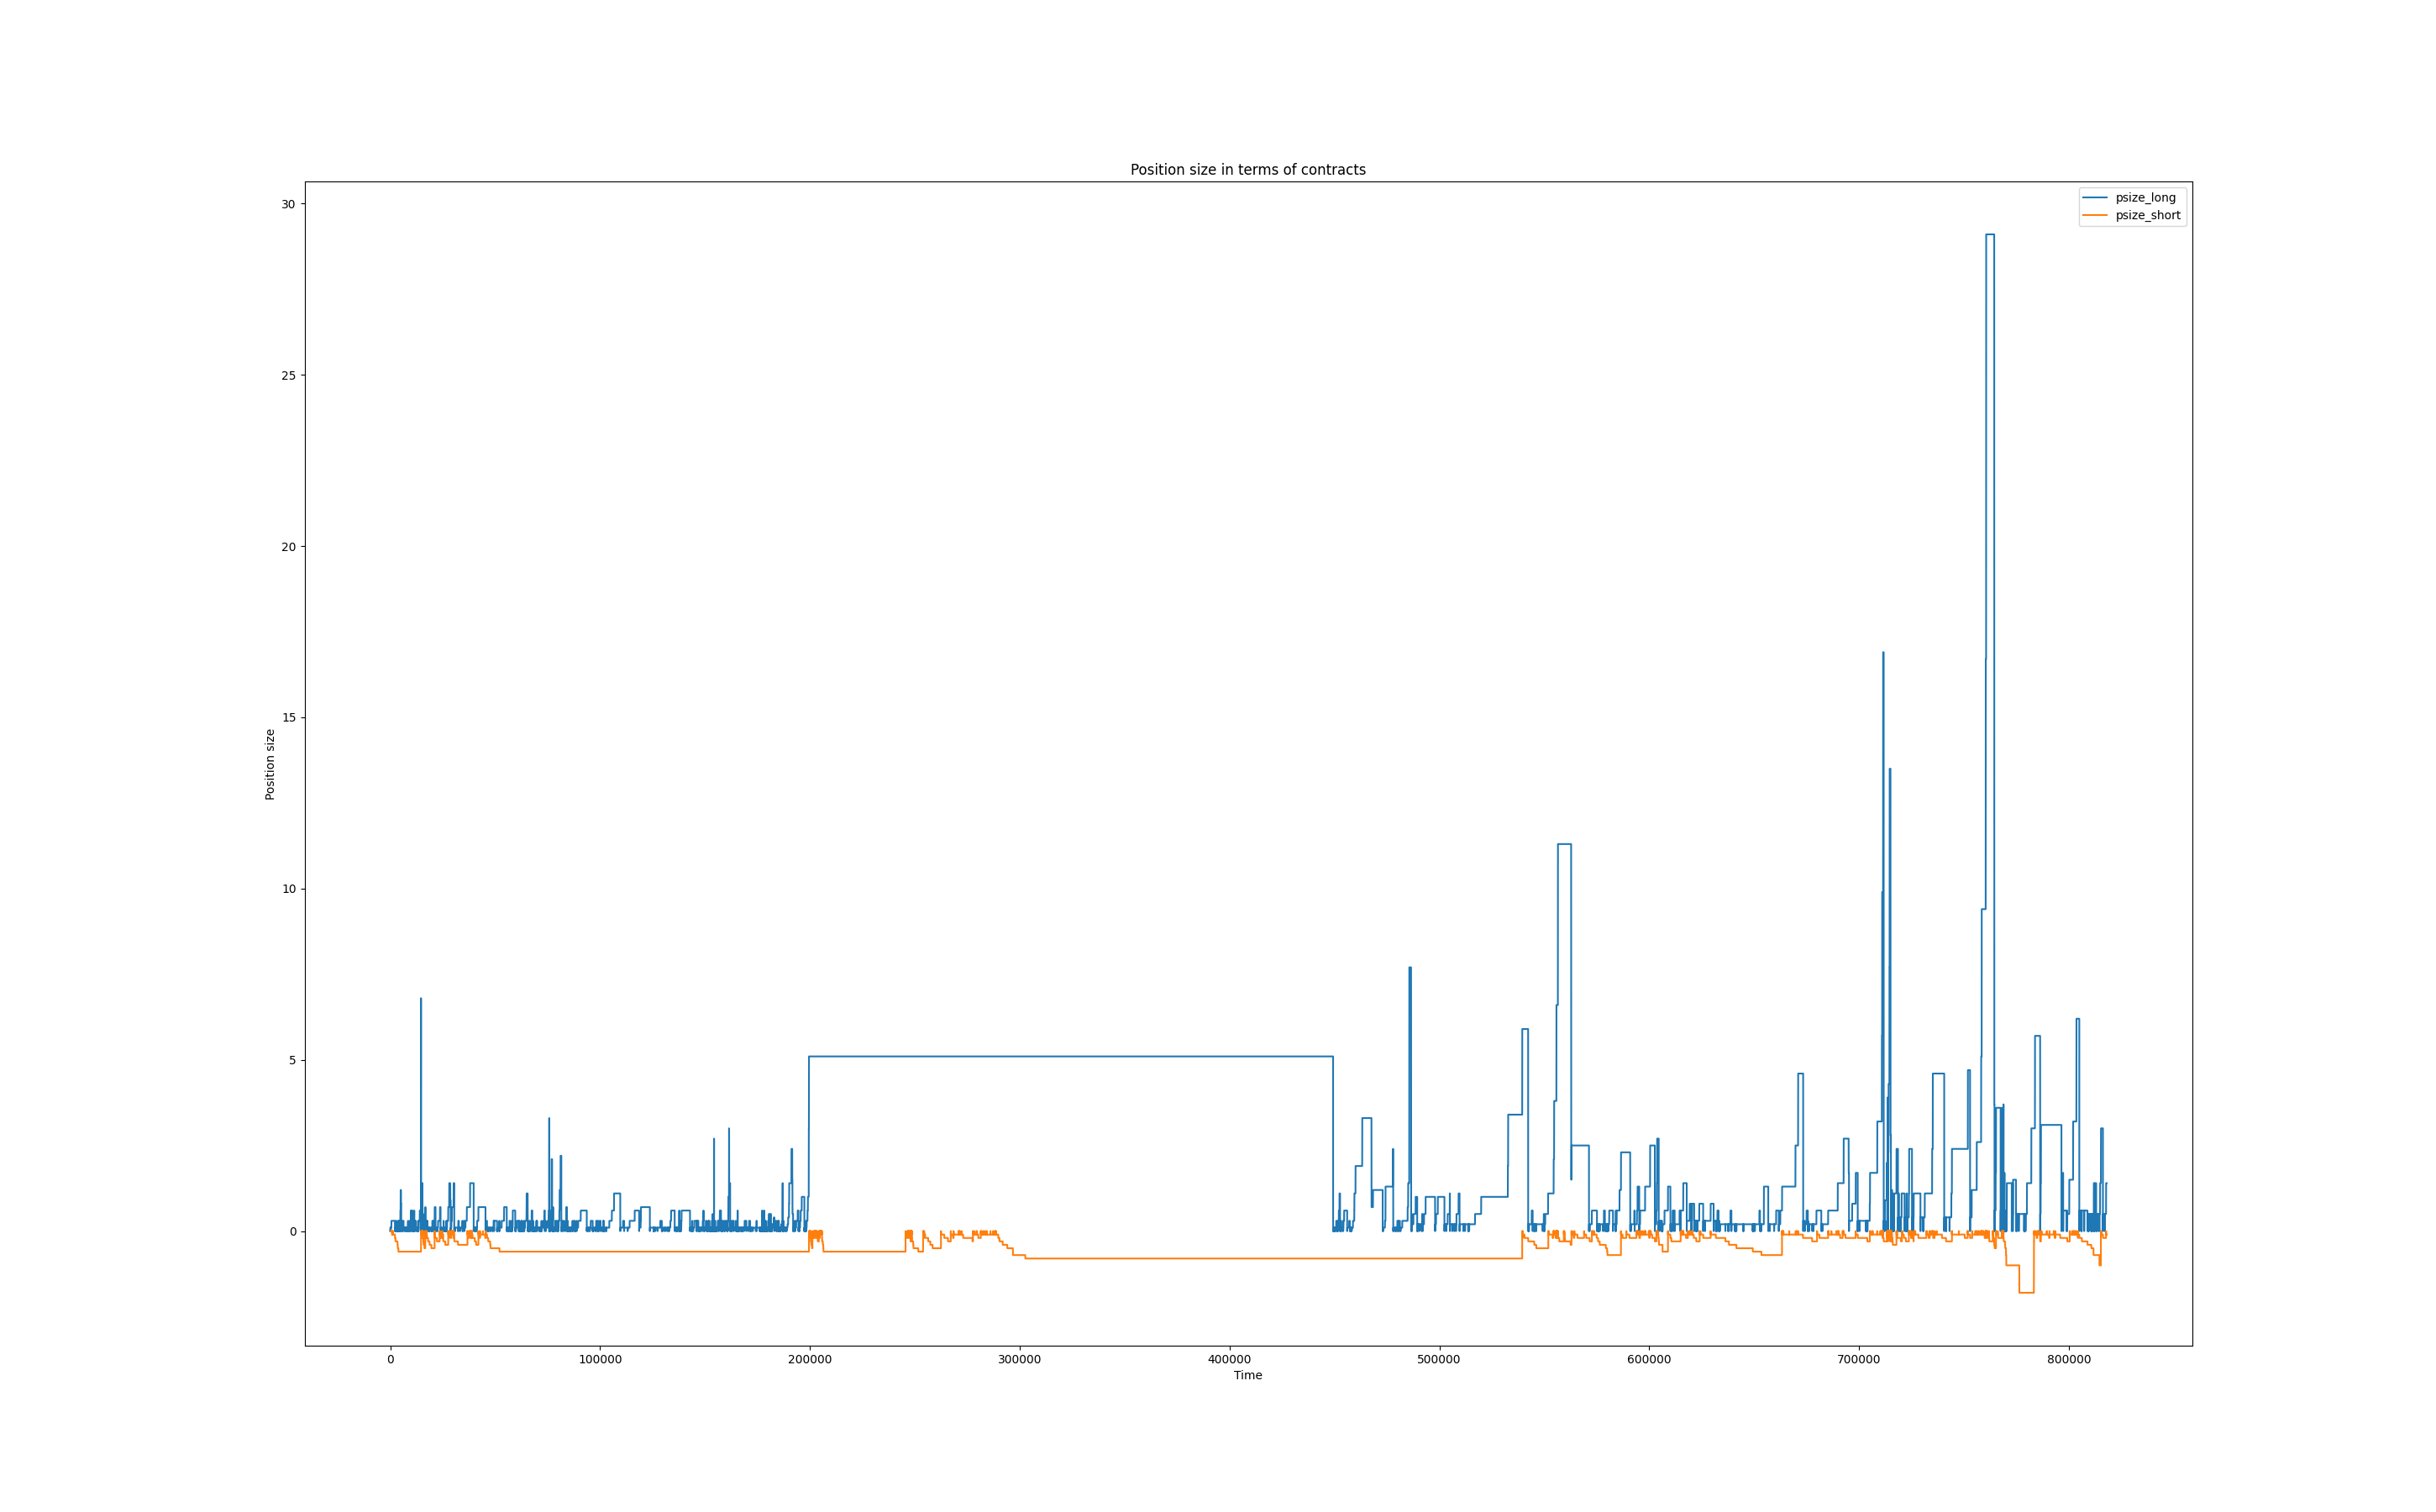 Position size in terms of contracts
psize_long
psize_short
30
25
20
15
10
5
0
Position size
0 100000 200000 300000 400000 500000 600000 700000 800000
Time